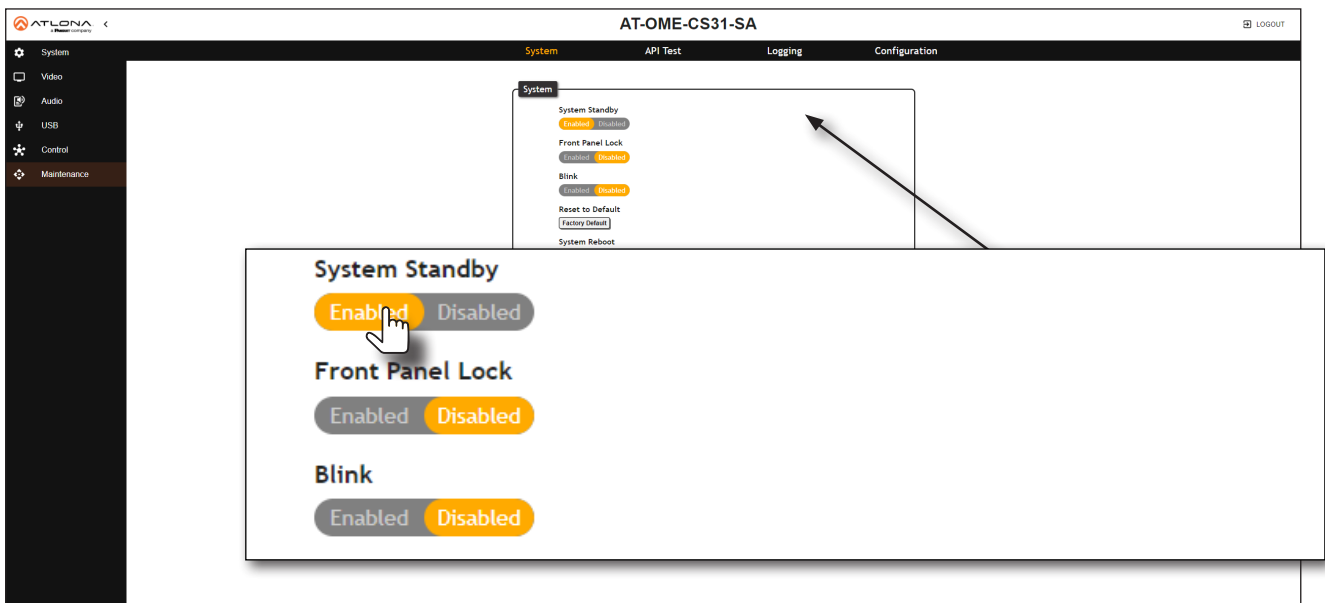 ATLONA
a Panduit company
<
AT-OME-CS31-SA
LOGOUT
System API Test Logging Configuration
System
Video
Audio
USB
Control
Maintenance
System
System Standby
Enabled Disabled
Front Panel Lock
Enabled Disabled
Blink
Enabled Disabled
Reset to Default
Factory Default
System Reboot
System Standby
Enabled Disabled
Front Panel Lock
Enabled Disabled
Blink
Enabled Disabled